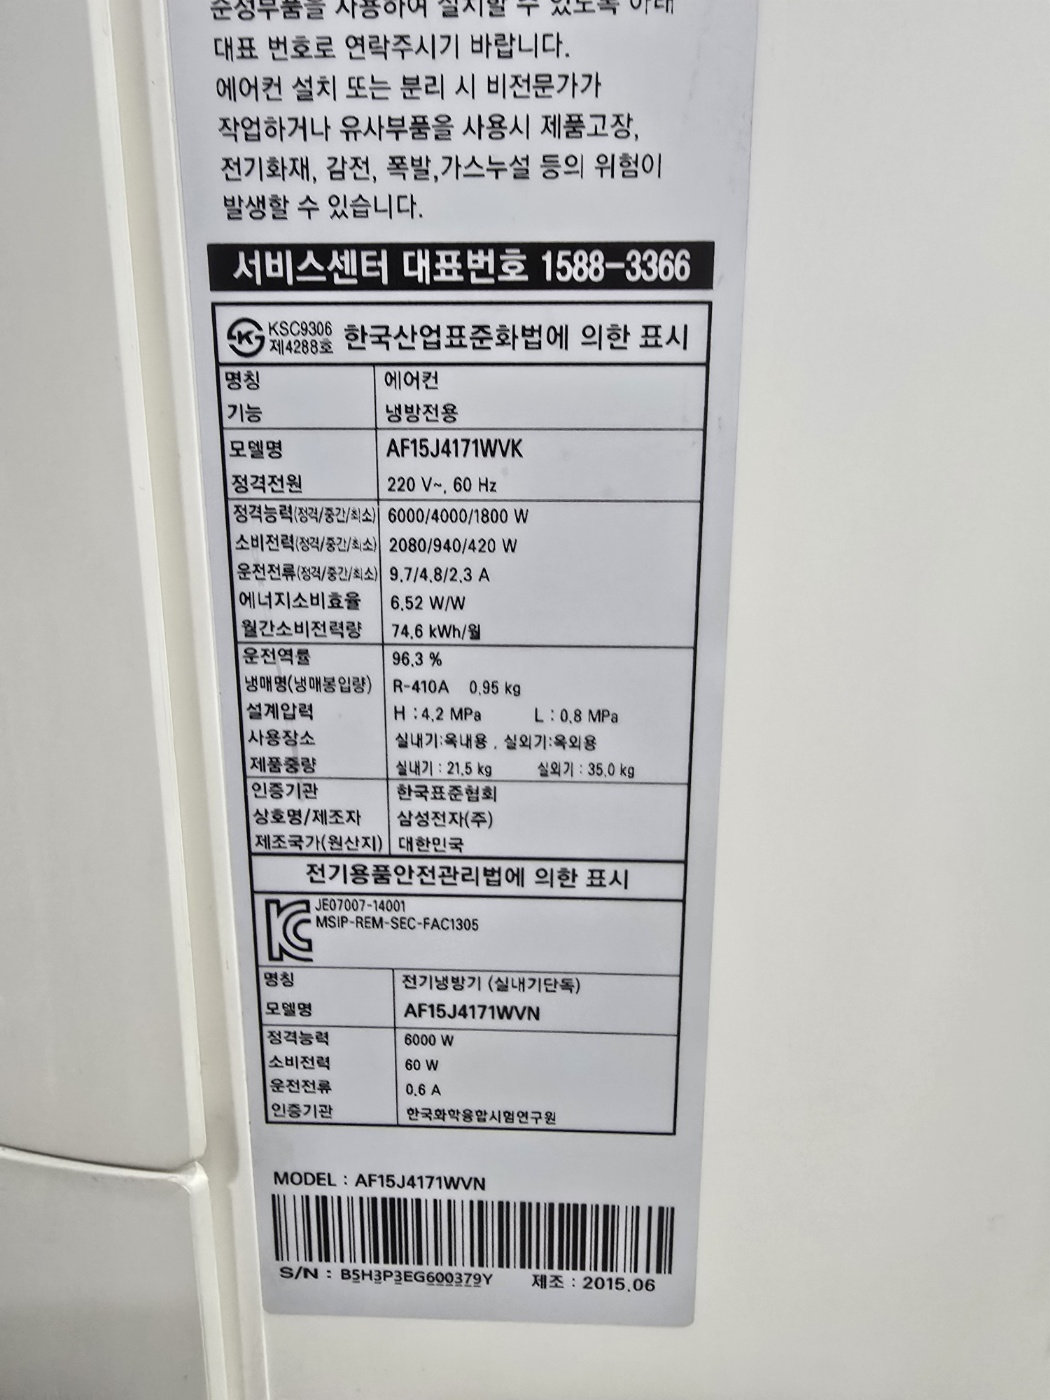 순정부품을 사용하여 설치할 수 있도록 아래
대표 번호로 연락주시기 바랍니다.
에어컨 설치 또는 분리 시 비전문가가
작업하거나 유사부품을 사용시 제품고장,
전기화재, 감전, 폭발,가스누설 등의 위험이
발생할 수 있습니다.
서비스센터 대표번호 1588-3366
KSC9306
제4288호 한국산업표준화법에 의한 표시
명칭 에어컨
기능 냉방전용
모델명 AF15J4171WVK
정격전원 220 V~, 60 Hz
정격능력(정격/중간/최소) 6000/4000/1800 W
소비전력(정격/중간/최소) 2080/940/420 W
운전전류(정격/중간/최소) 9.7/4.8/2.3 A
에너지소비효율 6.52 W/W
월간소비전력량 74.6 kWh/월
운전역률 96.3 %
냉매명(냉매봉입량) R-410A 0.95 kg
설계압력 H : 4.2 MPa L : 0.8 MPa
사용장소 실내기:옥내용 , 실외기:옥외용
제품중량 실내기 : 21.5 kg 실외기 : 35.0 kg
인증기관 한국표준협회
상호명/제조자 삼성전자(주)
제조국가(원산지) 대한민국
전기용품안전관리법에 의한 표시
JE07007-14001
MSIP-REM-SEC-FAC1305
명칭 전기냉방기 (실내기단독)
모델명 AF15J4171WVN
정격능력 6000 W
소비전력 60 W
운전전류 0.6 A
인증기관 한국화학융합시험연구원
MODEL : AF15J4171WVN
S/N : B5H3P3EG600379Y 제조 : 2015.06